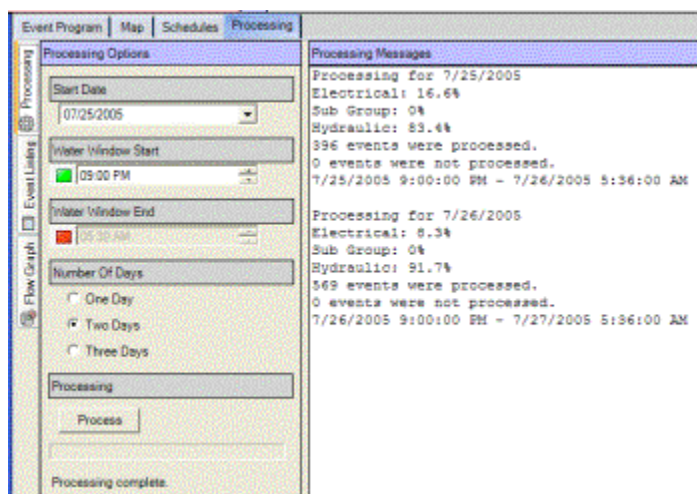 Event Program Map Schedules Processing
Processing
Event Listing
Flow Graph
Processing Options
Start Date
07/25/2005
Water Window Start
09:00 PM
Water Window End
05:39 AM
Number Of Days
One Day
Two Days
Three Days
Processing
Process
Processing complete.
Processing Messages
Processing for 7/25/2005
Electrical: 16.6%
Sub Group: 0%
Hydraulic: 83.4%
396 events were processed.
0 events were not processed.
7/25/2005 9:00:00 PM - 7/26/2005 5:36:00 AM
Processing for 7/26/2005
Electrical: 8.3%
Sub Group: 0%
Hydraulic: 91.7%
569 events were processed.
0 events were not processed.
7/26/2005 9:00:00 PM - 7/27/2005 5:36:00 AM